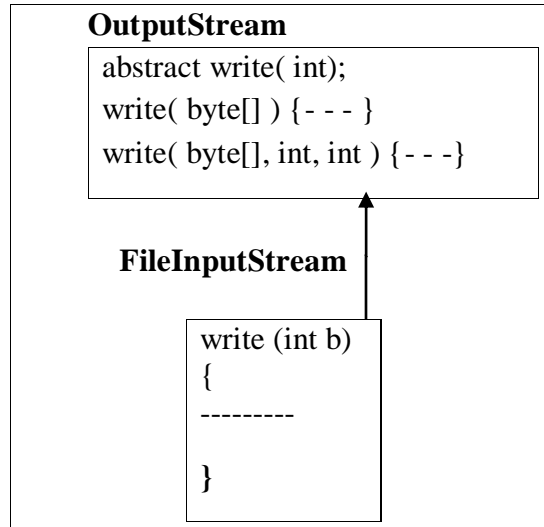 OutputStream
abstract write( int);
write( byte[] ) {- - - }
write( byte[], int, int ) {- - -}
FileInputStream
write (int b)
{
---------
}